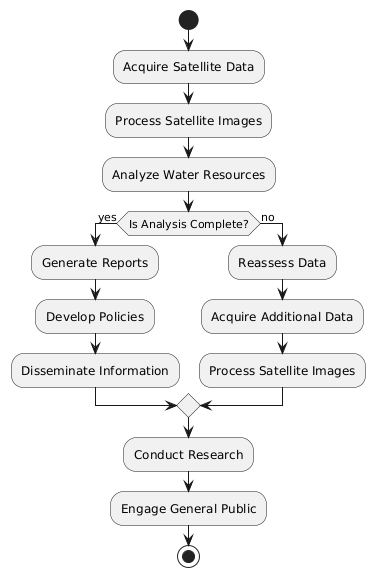 Acquire Satellite Data
Process Satellite Images
Analyze Water Resources
yes
Is Analysis Complete?
no
Generate Reports
Reassess Data
Develop Policies
Acquire Additional Data
Disseminate Information
Process Satellite Images
Conduct Research
Engage General Public